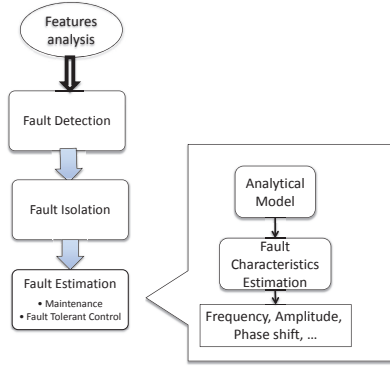 Features
analysis
Fault Detection
Fault Isolation
Fault Estimation
• Maintenance
• Fault Tolerant Control
Analytical
Model
Fault
Characteristics
Estimation
Frequency, Amplitude,
Phase shift, ...